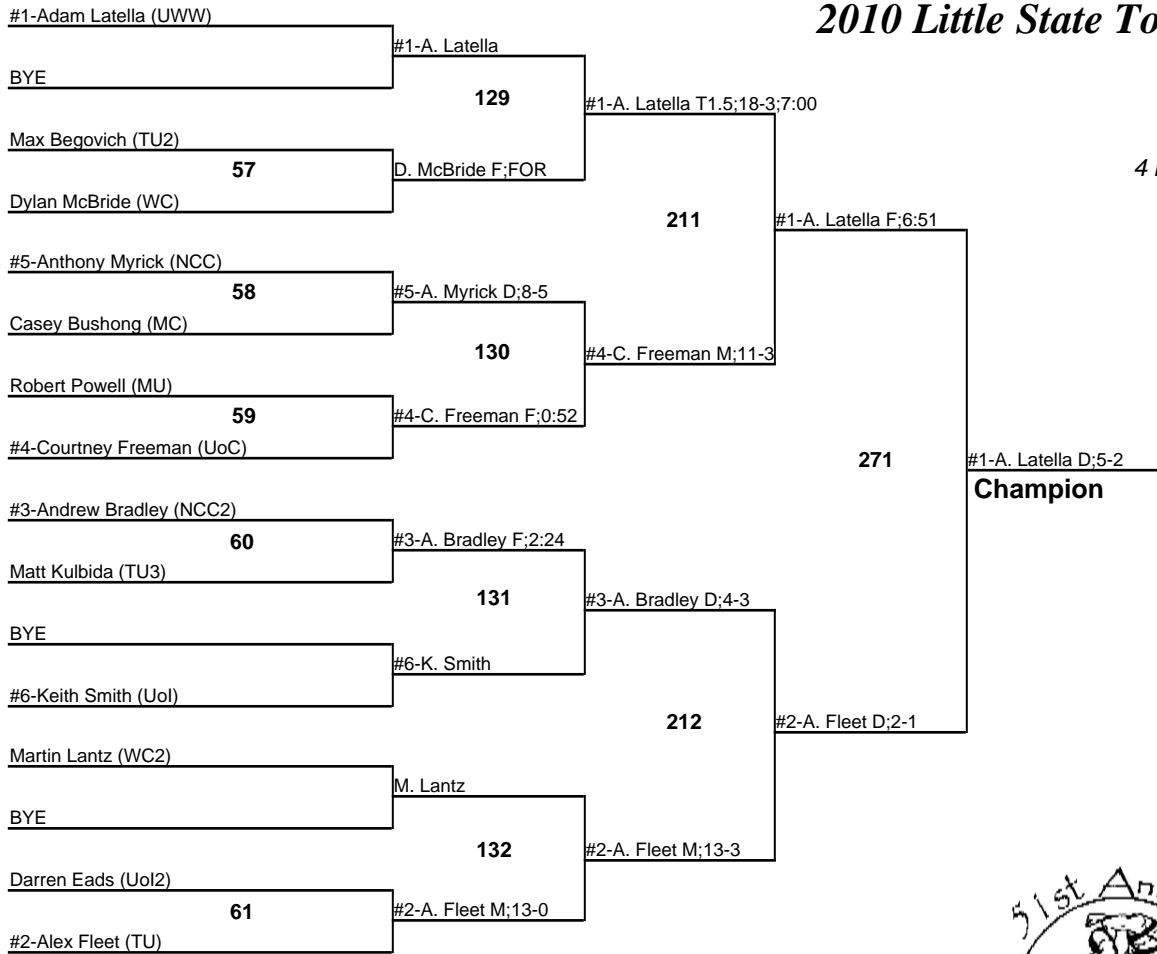 2010 Little State To
#1-Adam Latella (UWW)
#1-A. Latella
BYE
129
#1-A. Latella T1.5;18-3;7:00
Max Begovich (TU2)
57
D. McBride F;FOR
4
Dylan McBride (WC)
211
#1-A. Latella F;6:51
#5-Anthony Myrick (NCC)
58
#5-A. Myrick D;8-5
Casey Bushong (MC)
130
#4-C. Freeman M;11-3
Robert Powell (MU)
59
#4-C. Freeman F;0:52
#4-Courtney Freeman (UoC)
271
#1-A. Latella D;5-2
Champion
#3-Andrew Bradley (NCC2)
60
#3-A. Bradley F;2:24
Matt Kulbida (TU3)
131
#3-A. Bradley D;4-3
BYE
#6-K. Smith
#6-Keith Smith (UoI)
212
#2-A. Fleet D;2-1
Martin Lantz (WC2)
M. Lantz
BYE
132
#2-A. Fleet M;13-3
Darren Eads (UoI2)
61
#2-A. Fleet M;13-0
#2-Alex Fleet (TU)
51st An